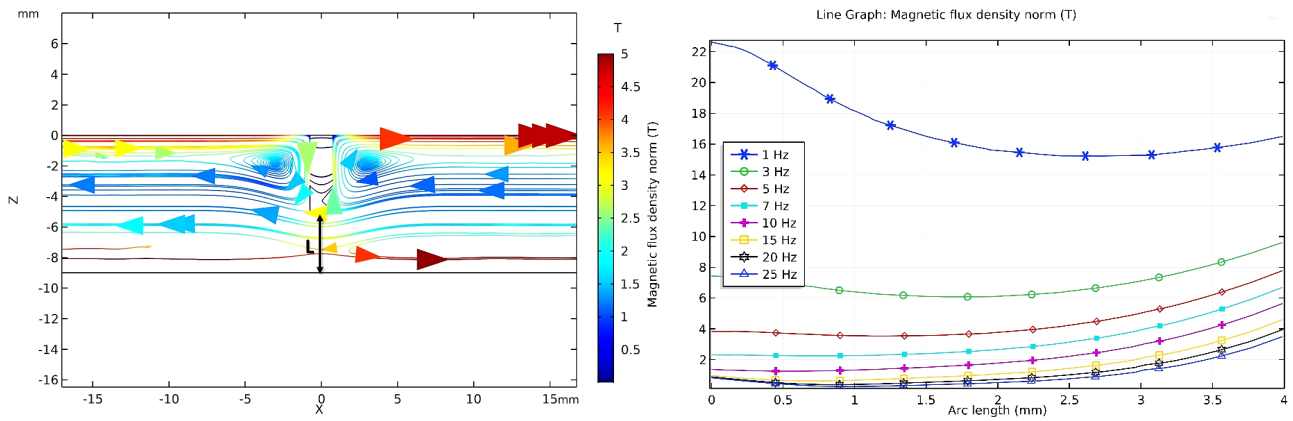 mm
6
4
2
0
-2
-4
-6
-8
-10
-12
-14
-16
Z
-15
-10
-5
0
5
10
15mm
X
L
T
5
4.5
4
3.5
3
2.5
2
1.5
1
0.5
Magnetic flux density norm (T)
Line Graph: Magnetic flux density norm (T)
22
20
18
16
14
12
10
8
6
4
2
1 Hz
3 Hz
5 Hz
7 Hz
10 Hz
15 Hz
20 Hz
25 Hz
0
0.5
1
1.5
2
2.5
3
3.5
4
Arc length (mm)